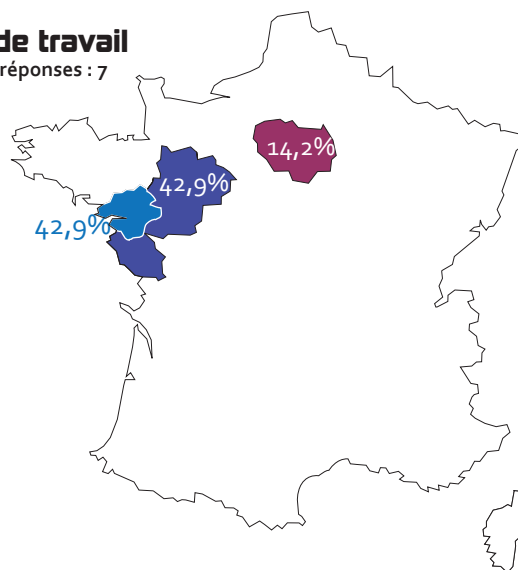 de travail
réponses : 7
14,2%
42,9%
42,9%